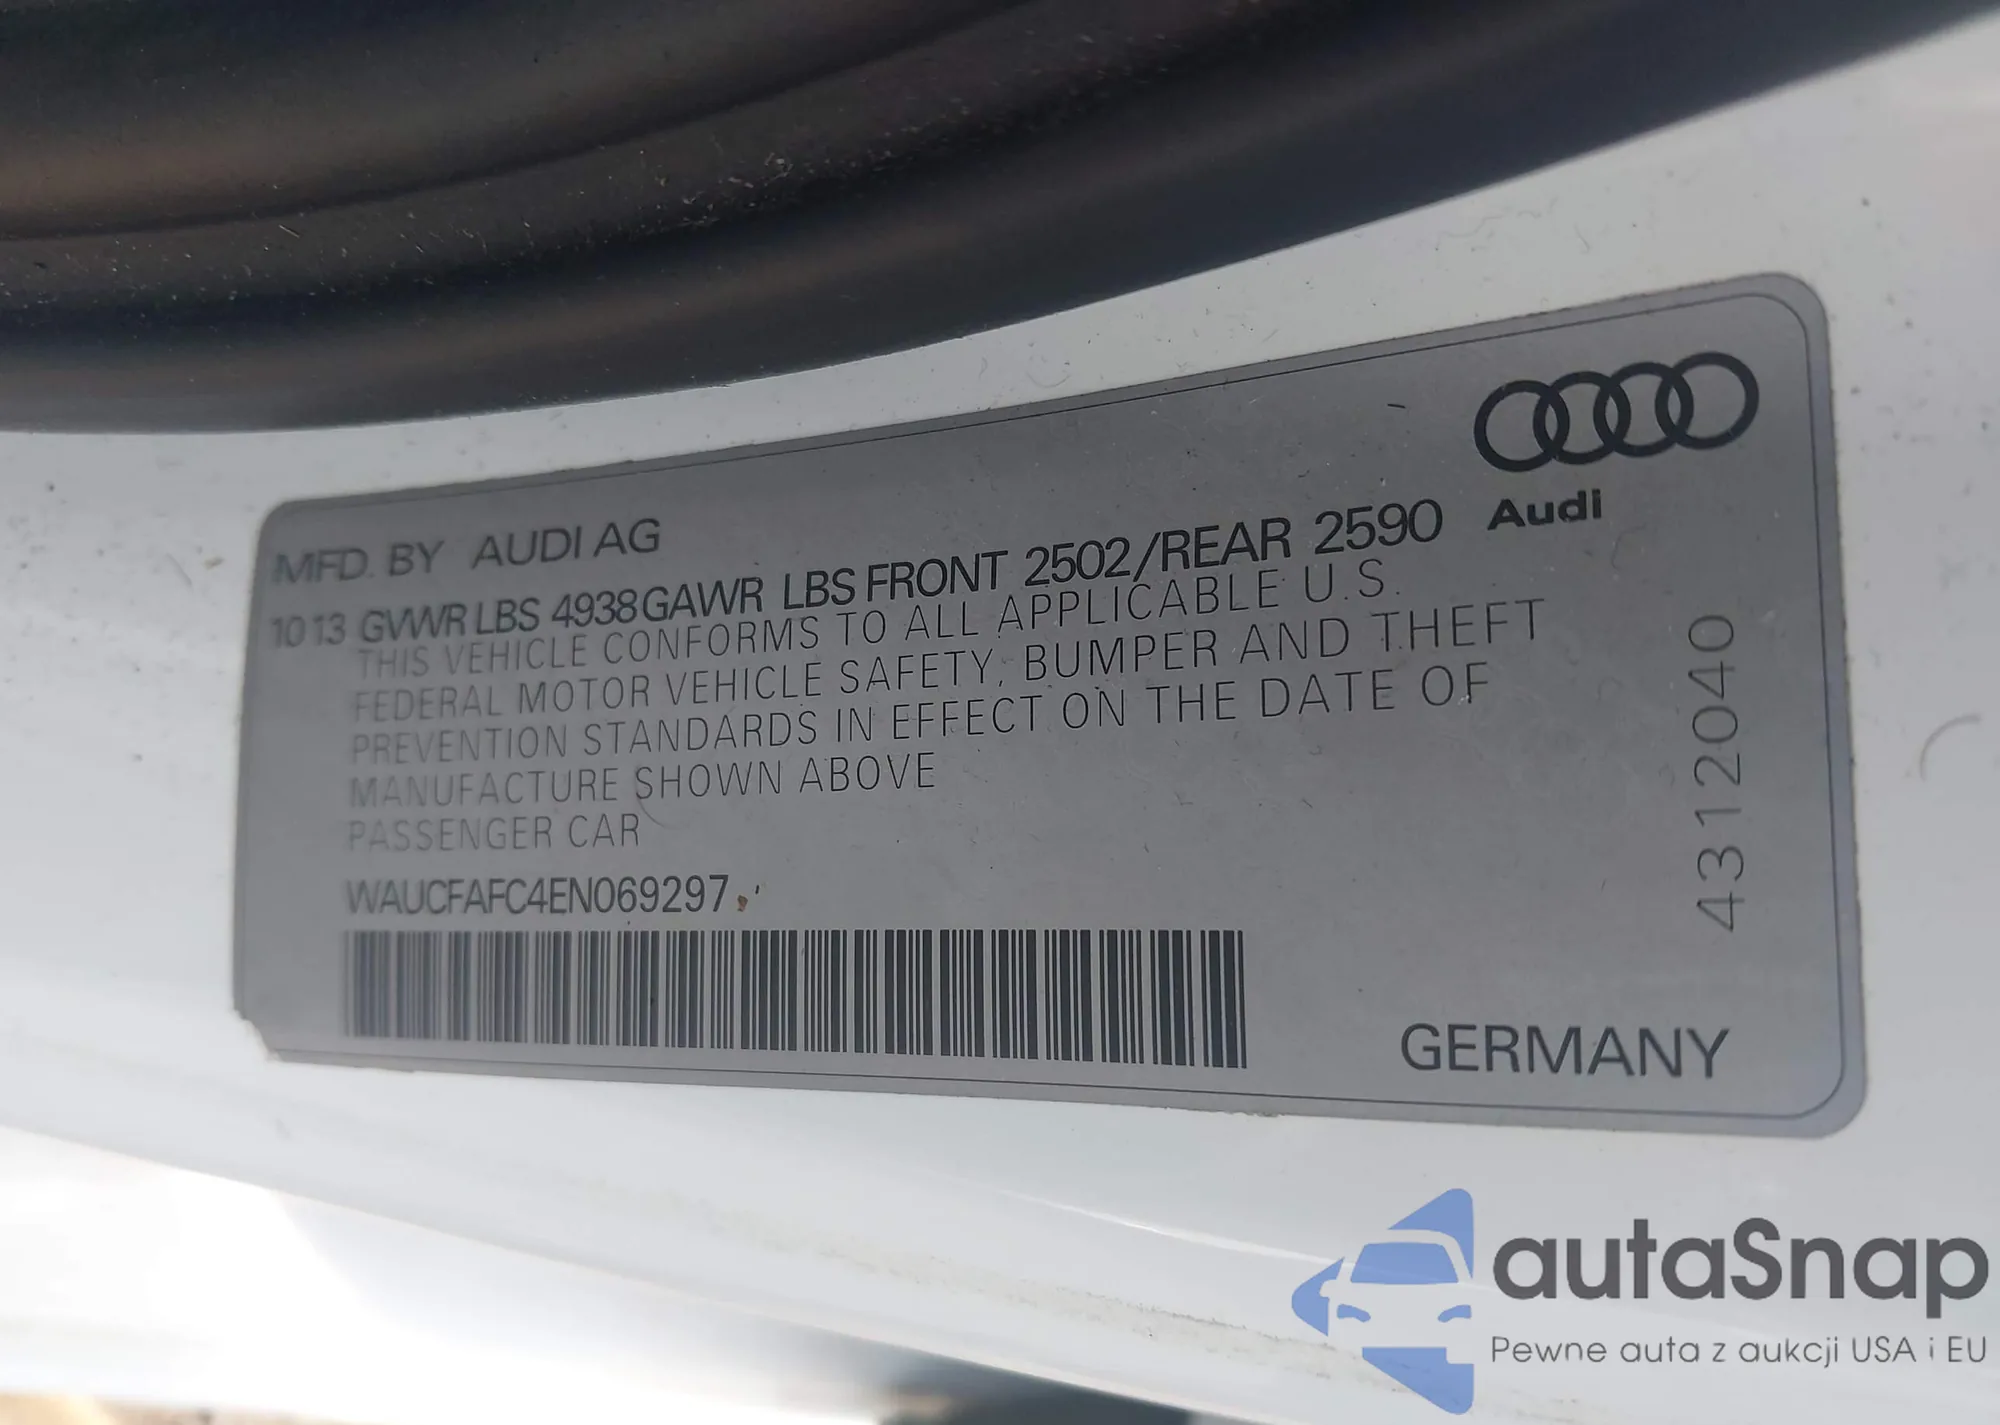 MFD. BY AUDI AG
1013 GVWR LBS 4938 GAWR LBS FRONT 2502/REAR 2590
THIS VEHICLE CONFORMS TO ALL APPLICABLE U.S.
FEDERAL MOTOR VEHICLE SAFETY, BUMPER AND THEFT
PREVENTION STANDARDS IN EFFECT ON THE DATE OF
MANUFACTURE SHOWN ABOVE
PASSENGER CAR
WAUCFAFC4EN069297
Audi
4312040
GERMANY
autaSnap
Pewne auta z aukcji USA i EU